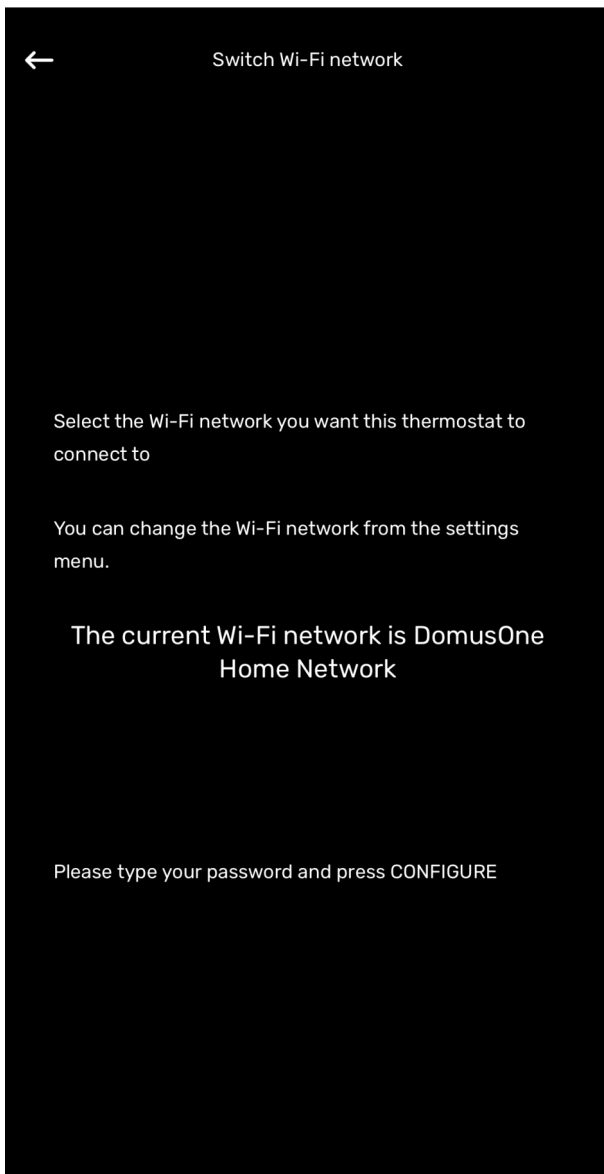 Switch Wi-Fi network
Select the Wi-Fi network you want this thermostat to
connect to
You can change the Wi-Fi network from the settings
menu.
The current Wi-Fi network is DomusOne
Home Network
Please type your password and press CONFIGURE